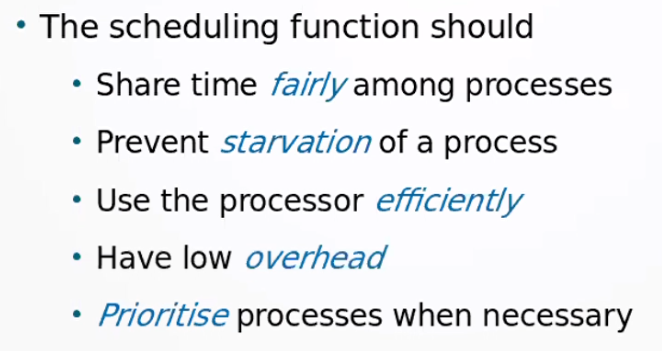 • The scheduling function should
• Share time fairly among processes
• Prevent starvation of a process
• Use the processor efficiently
• Have low overhead
• Prioritise processes when necessary